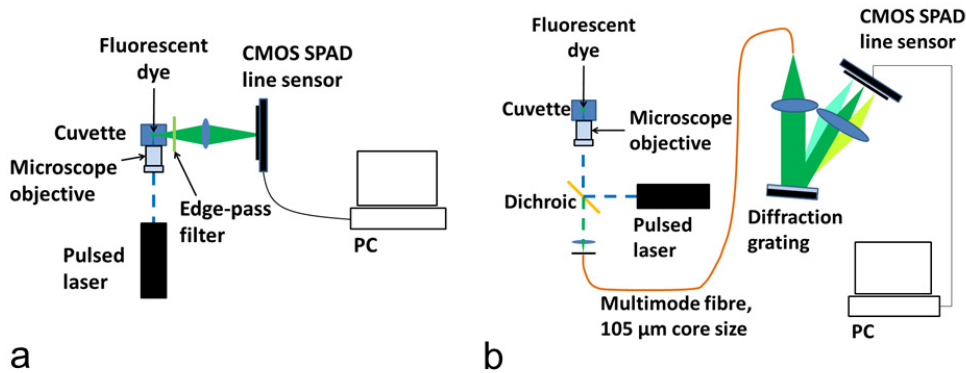 Fluorescent
dye
CMOS SPAD
line sensor
Cuvette
Microscope
objective
Edge-pass
filter
Pulsed
laser
PC
a
Fluorescent
dye
CMOS SPAD
line sensor
Cuvette
Microscope
objective
Dichroic
Pulsed
laser
Diffraction
grating
Multimode fibre,
105 µm core size
PC
b